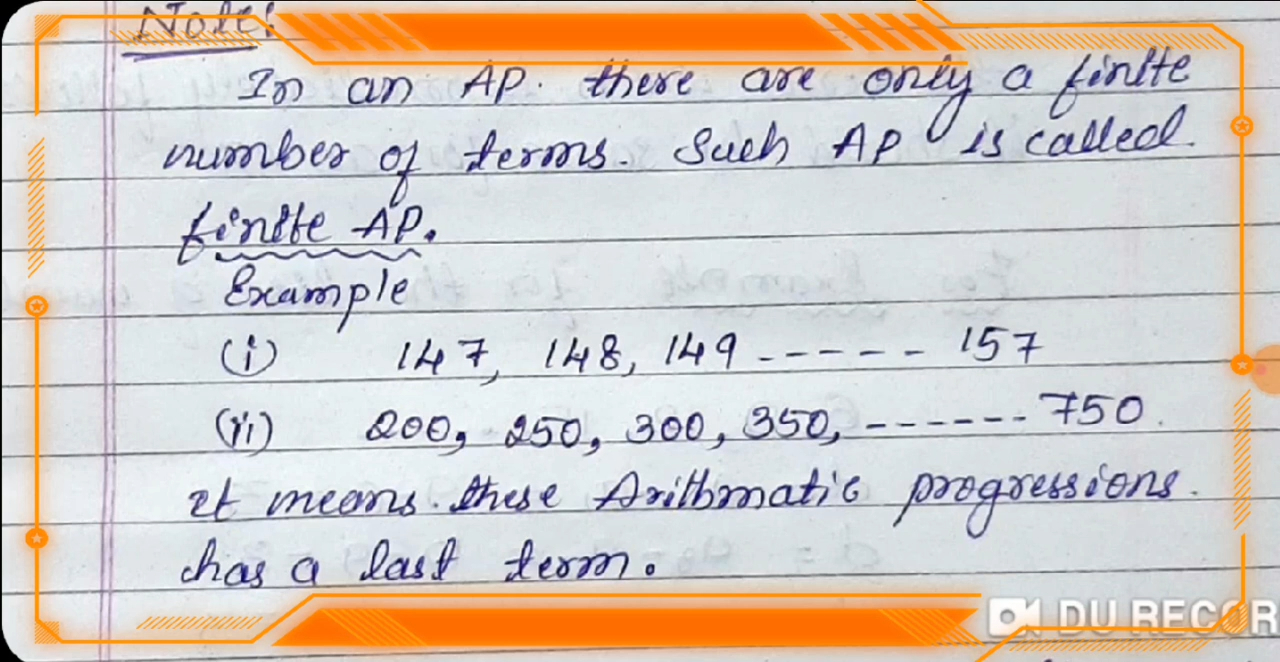 Note:
In an AP. there are only a finite
number of terms. Such AP is called.
finite AP.
Example
(i) 147, 148, 149 ------ 157
(ii) 200, 250, 300, 350, ------- 750.
It means these Arithmatic progressions.
has a last term.
DU RECOR